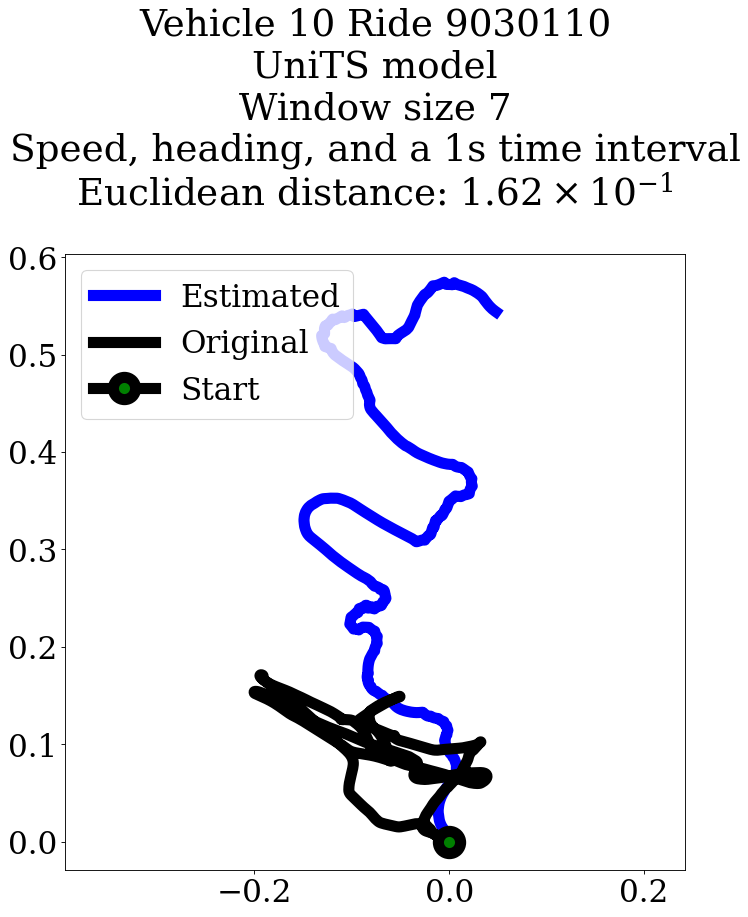 Vehicle 10 Ride 9030110
UniTS model
Window size 7
Speed, heading, and a 1s time interval
Euclidean distance: $1.62 \times 10^{-1}$
Estimated
Original
Start
0.6
0.5
0.4
0.3
0.2
0.1
0.0
−0.2 0.0 0.2